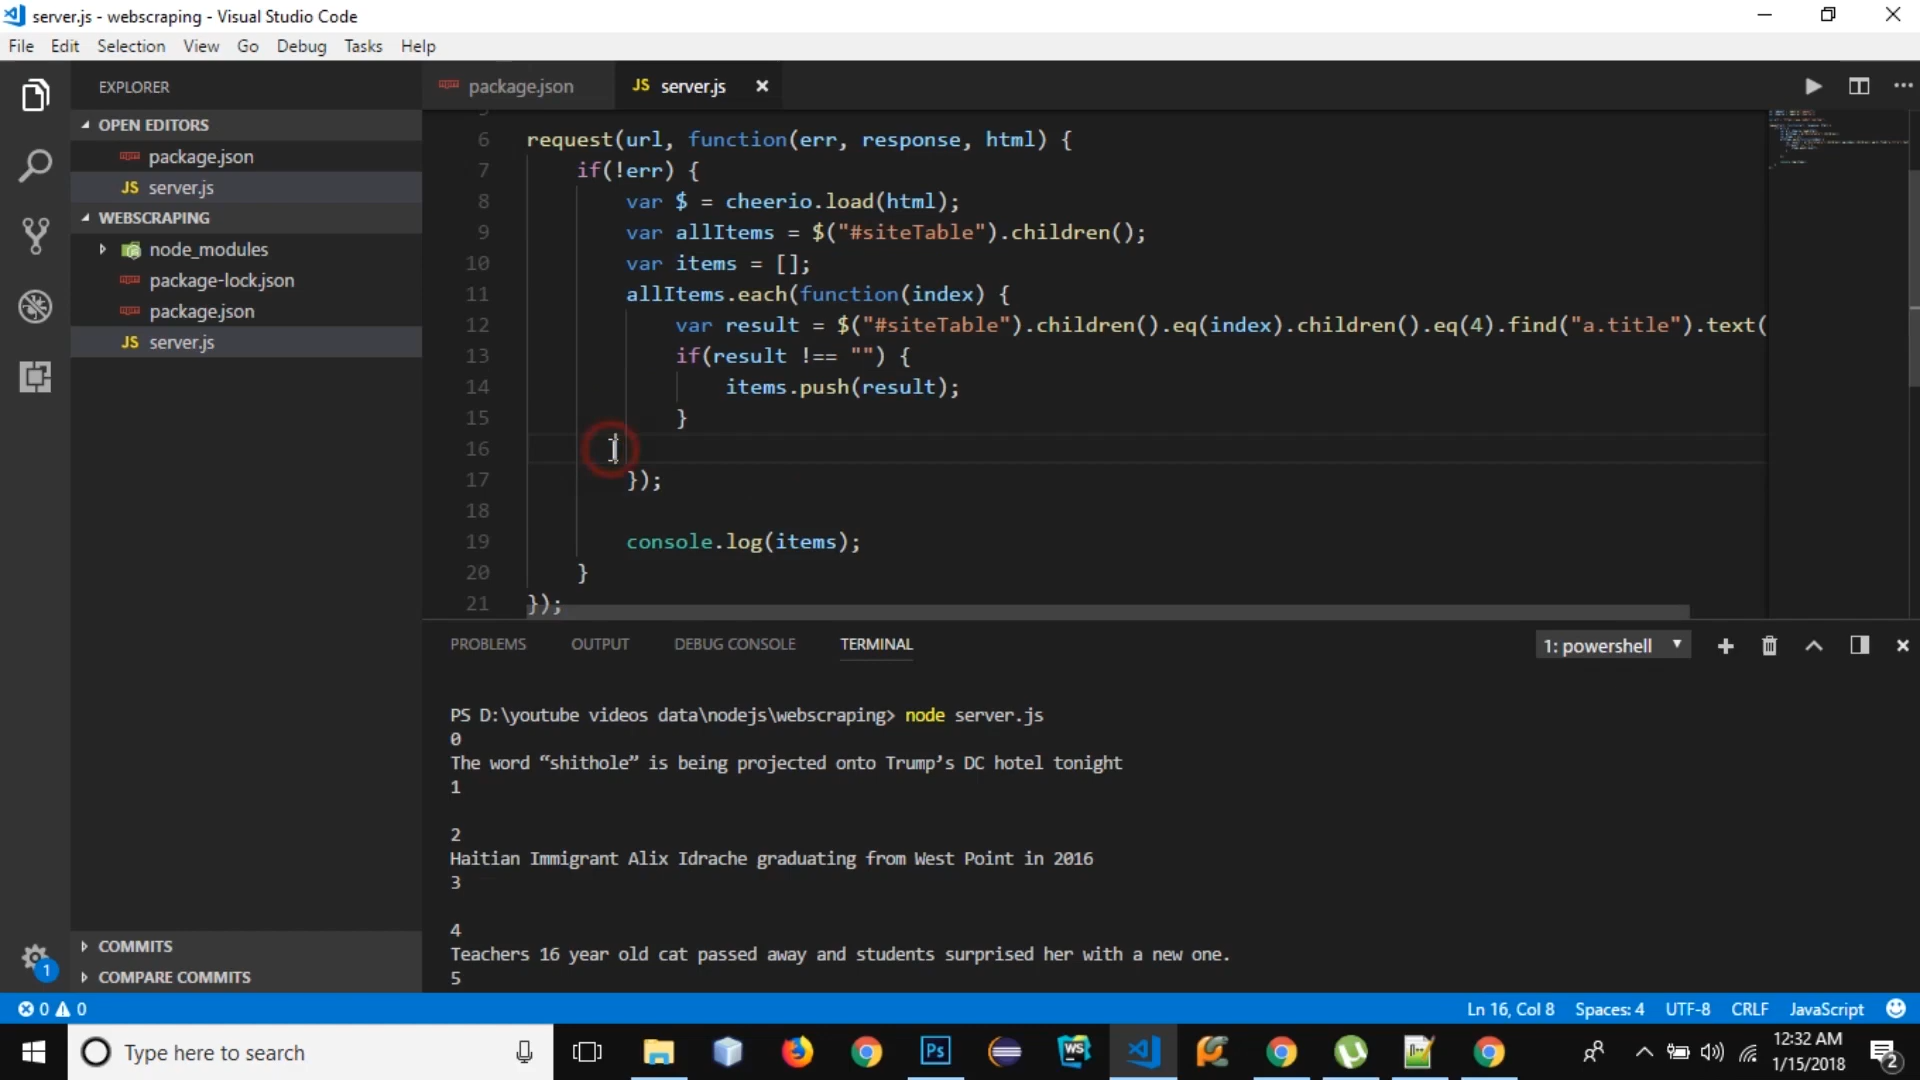 server.js - webscraping - Visual Studio Code
File Edit Selection View Go Debug Tasks Help
EXPLORER
OPEN EDITORS
package.json
JS server.js
WEBSCRAPING
node_modules
package-lock.json
package.json
JS server.js
COMMITS
COMPARE COMMITS
1
package.json JS server.js
6 request(url, function(err, response, html) {
7 if(!err) {
8 var $ = cheerio.load(html);
9 var allItems = $("#siteTable").children();
10 var items = [];
11 allItems.each(function(index) {
12 var result = $("#siteTable").children().eq(index).children().eq(4).find("a.title").text(
13 if(result !== "") {
14 items.push(result);
15 }
16
17 });
18
19 console.log(items);
20 }
21 });
PROBLEMS OUTPUT DEBUG CONSOLE TERMINAL 1: powershell
PS D:\youtube videos data\nodejs\webscraping> node server.js
0
The word “shithole” is being projected onto Trump’s DC hotel tonight
1
2
Haitian Immigrant Alix Idrache graduating from West Point in 2016
3
4
Teachers 16 year old cat passed away and students surprised her with a new one.
5
0 0 Ln 16, Col 8 Spaces: 4 UTF-8 CRLF JavaScript
Type here to search
Ps
WS
12:32 AM
1/15/2018
2